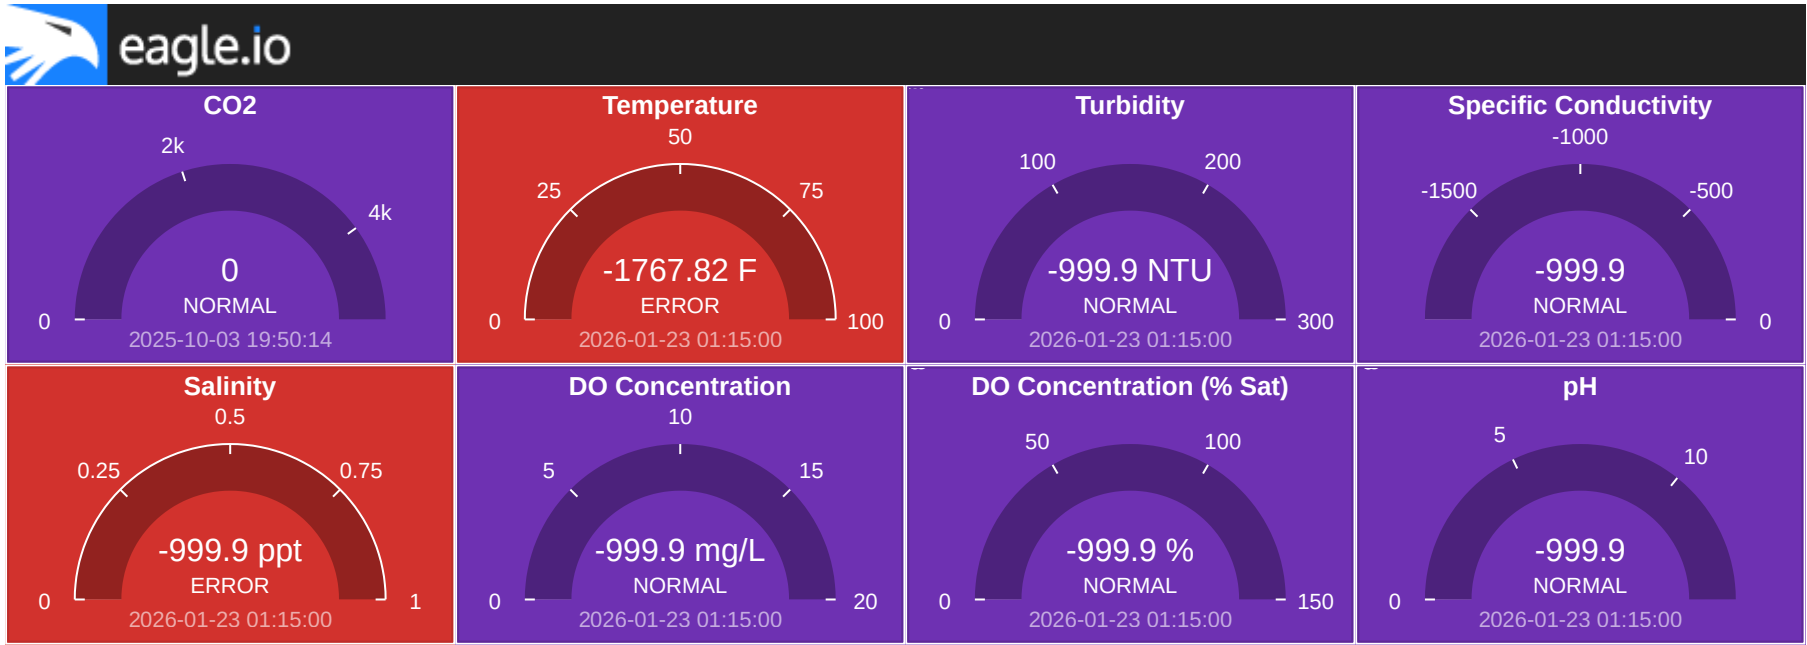 eagle.io
CO2
2k
4k
0
NORMAL
0
2025-10-03 19:50:14
Temperature
50
25
75
-1767.82 F
ERROR
0
100
2026-01-23 01:15:00
Turbidity
100
200
-999.9 NTU
NORMAL
0
300
2026-01-23 01:15:00
Specific Conductivity
-1000
-1500
-500
-999.9
NORMAL
0
2026-01-23 01:15:00
Salinity
0.5
0.25
0.75
-999.9 ppt
ERROR
0
1
2026-01-23 01:15:00
DO Concentration
10
5
15
-999.9 mg/L
NORMAL
0
20
2026-01-23 01:15:00
DO Concentration (% Sat)
50
100
-999.9 %
NORMAL
0
150
2026-01-23 01:15:00
pH
5
10
-999.9
NORMAL
0
2026-01-23 01:15:00